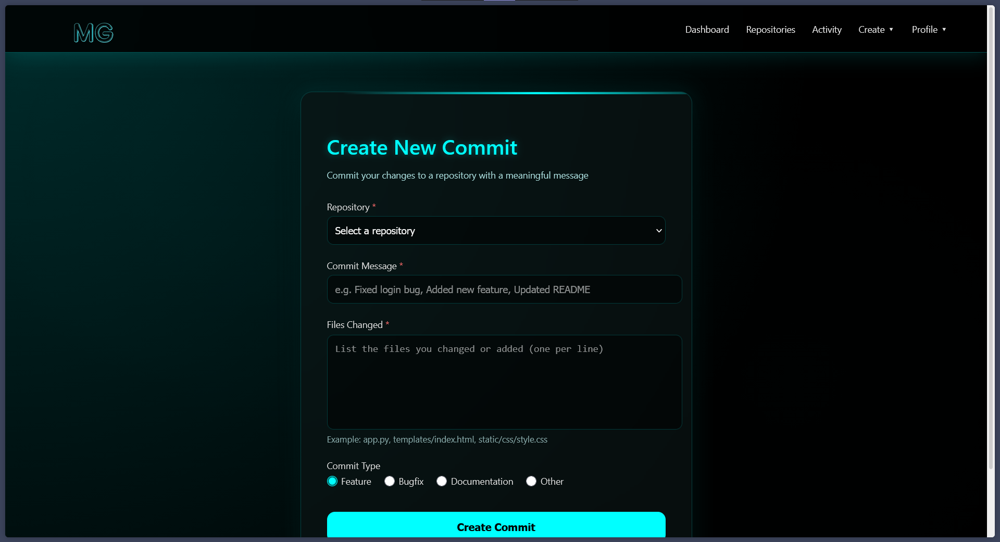 MG
Dashboard Repositories Activity Create ▼ Profile ▼
Create New Commit
Commit your changes to a repository with a meaningful message
Repository *
Select a repository
Commit Message *
e.g. Fixed login bug, Added new feature, Updated README
Files Changed *
List the files you changed or added (one per line)
Example: app.py, templates/index.html, static/css/style.css
Commit Type
Feature Bugfix Documentation Other
Create Commit